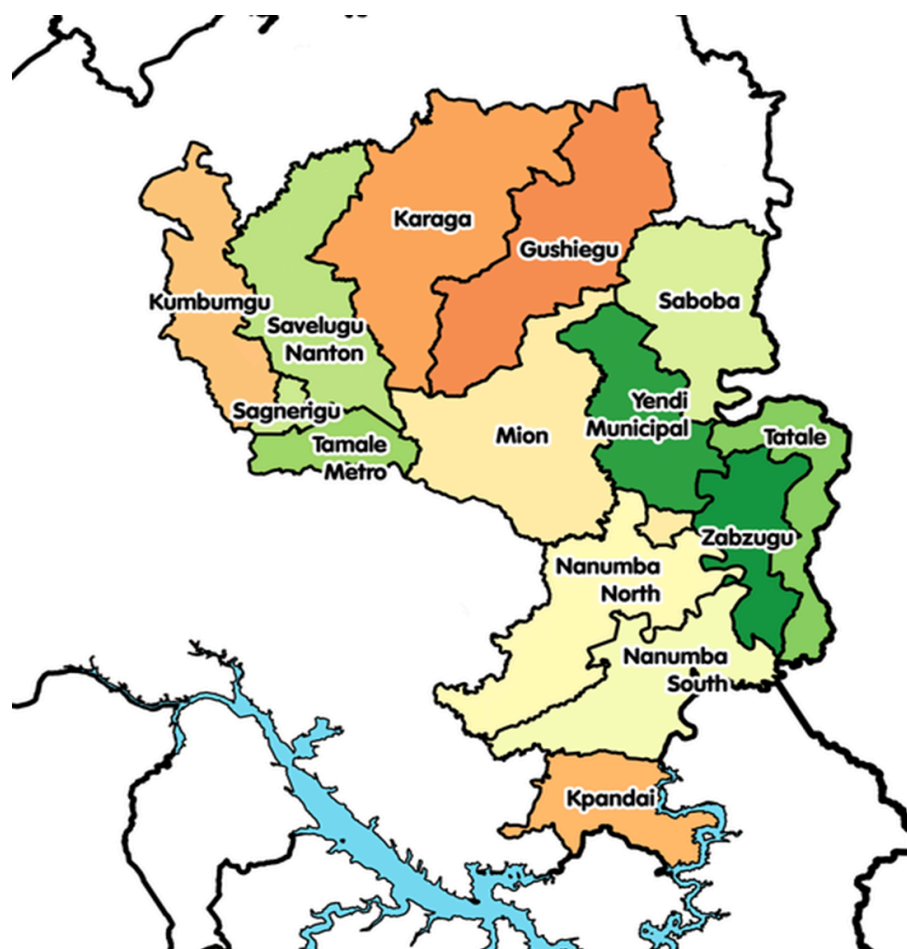 Karaga
Gushiegu
Kumbumgu
Saboba
Savelugu
Nanton
Sagnerigu
Yendi
Municipal
Mion
Tatale
Tamale
Metro
Zabzugu
Nanumba
North
Nanumba
South
Kpandai